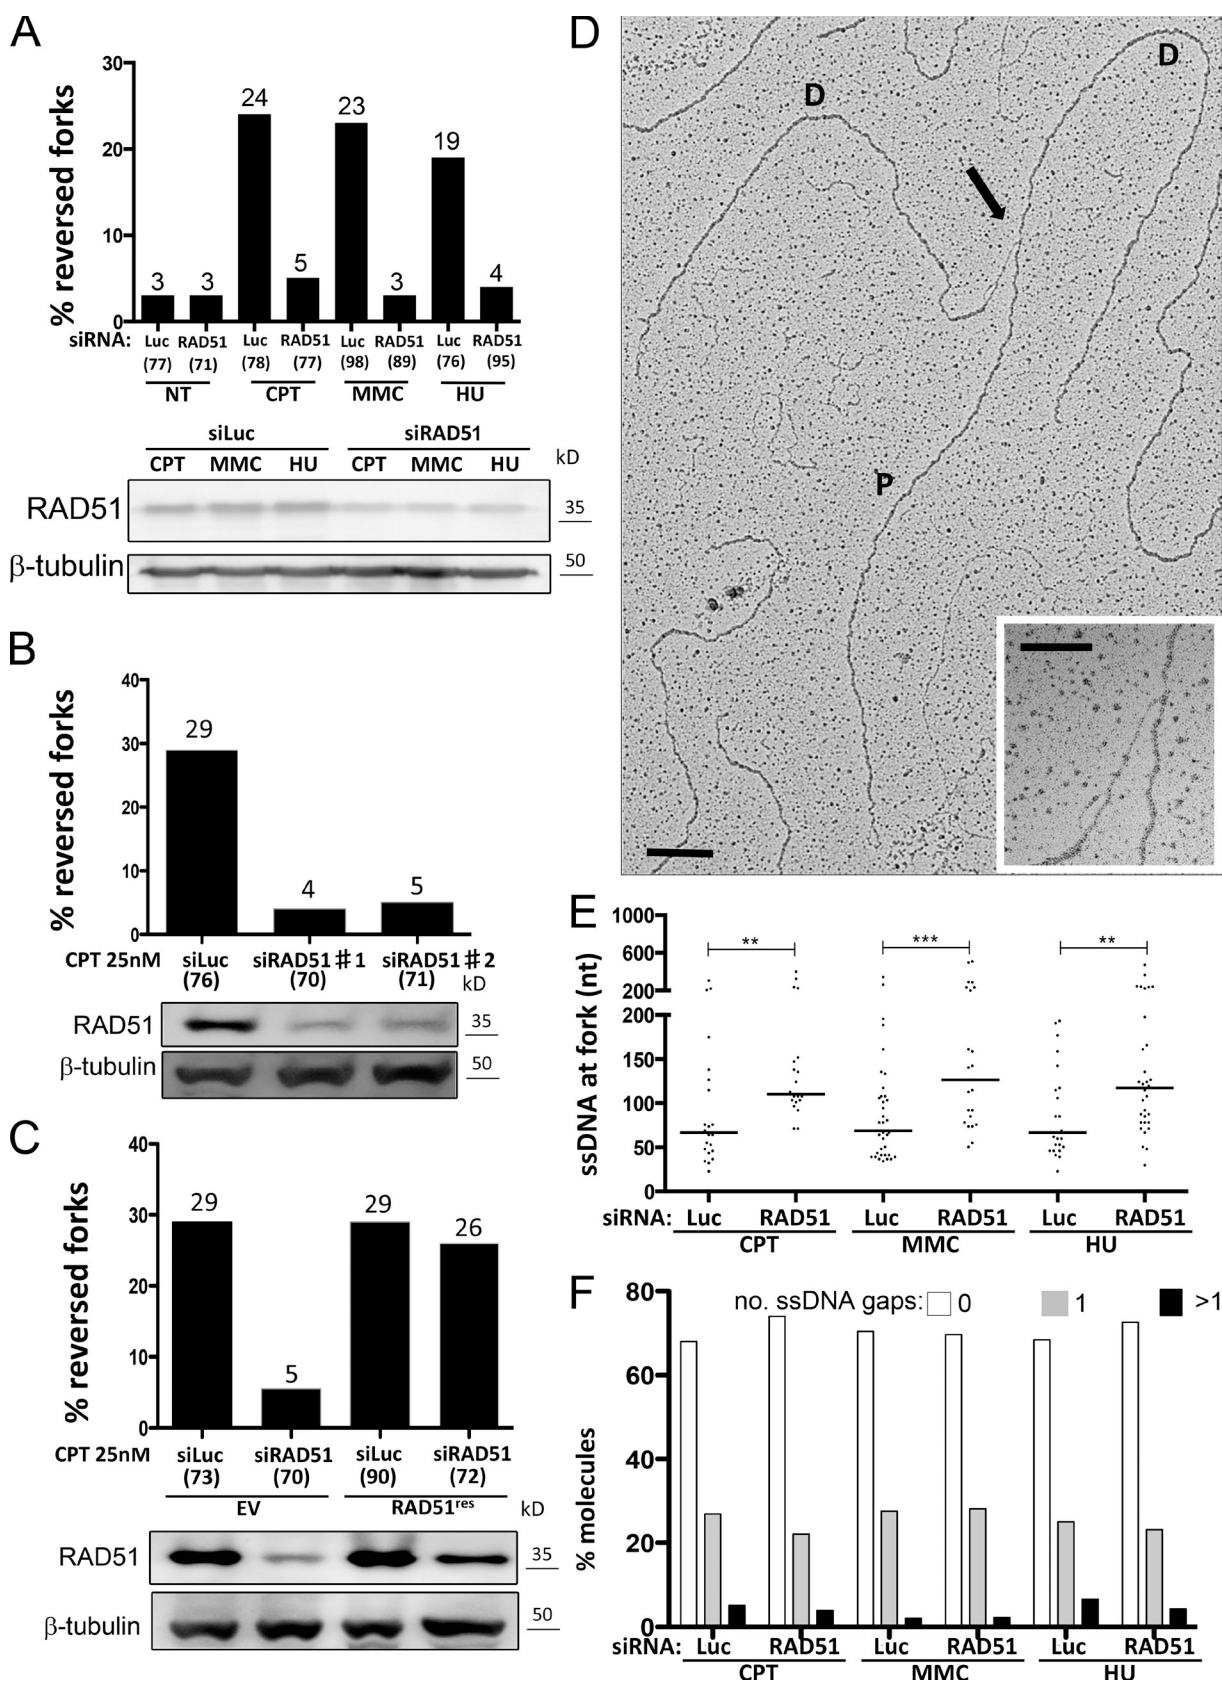 A
% reversed forks
30
20
10
0
3 3 24 5 23 3 19 4
siRNA: Luc RAD51 Luc RAD51 Luc RAD51 Luc RAD51
(77) (71) (78) (77) (98) (89) (76) (95)
NT CPT MMC HU
siLuc siRAD51
CPT MMC HU CPT MMC HU kD
RAD51 35
β-tubulin 50
B
% reversed forks
40
30
20
10
0
29 4 5
CPT 25nM siLuc siRAD51 #1 siRAD51 #2
(76) (70) (71) kD
RAD51 35
β-tubulin 50
C
% reversed forks
40
30
20
10
0
29 5 29 26
CPT 25nM siLuc siRAD51 siLuc siRAD51
(73) (70) (90) (72)
EV RAD51res kD
RAD51 35
β-tubulin 50
D
D
D
P
E
ssDNA at fork (nt)
1000
600
200
200
150
100
50
0
** *** **
siRNA: Luc RAD51 Luc RAD51 Luc RAD51
CPT MMC HU
F
% molecules
80
60
40
20
0
no. ssDNA gaps: 0 1 >1
siRNA: Luc RAD51 Luc RAD51 Luc RAD51
CPT MMC HU